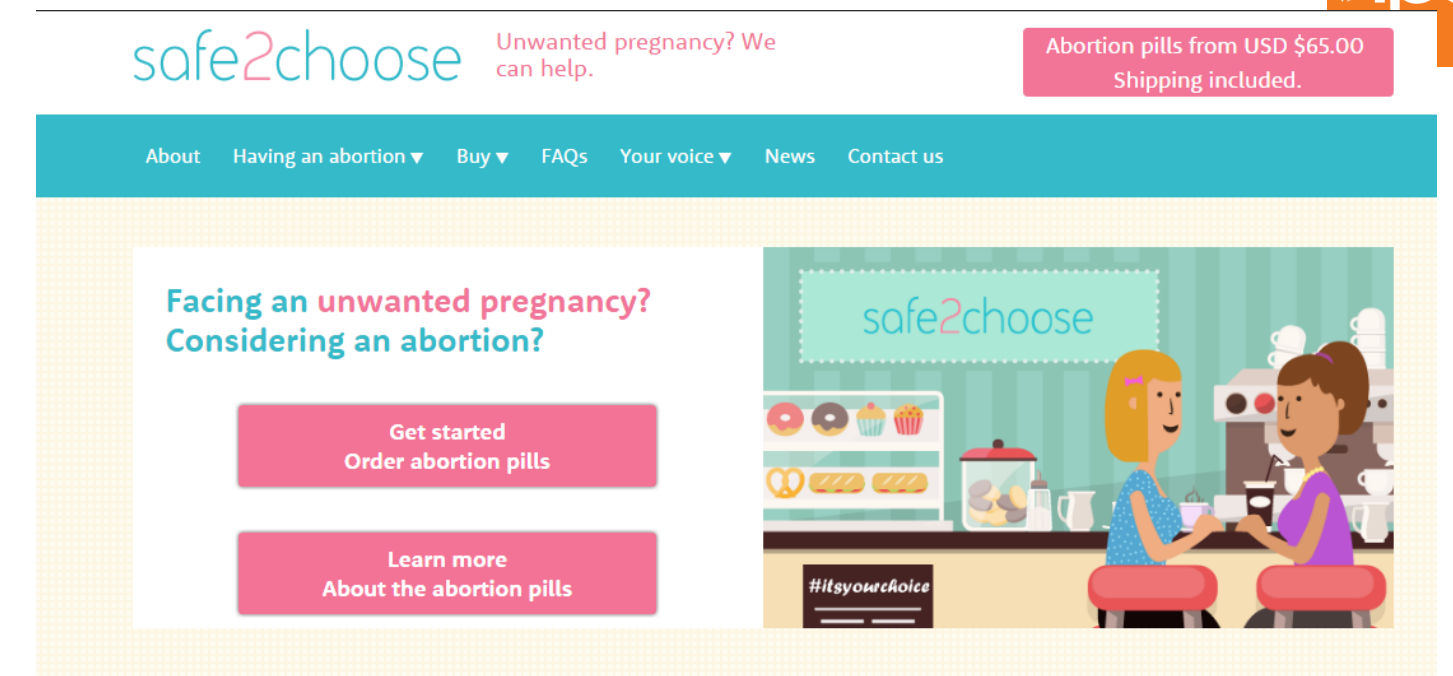 safe2choose
Unwanted pregnancy? We
can help.
Abortion pills from USD $65.00
Shipping included.
About Having an abortion ▼ Buy ▼ FAQs Your voice ▼ News Contact us
Facing an unwanted pregnancy?
Considering an abortion?
Get started
Order abortion pills
Learn more
About the abortion pills
safe2choose
#itsyourchoice